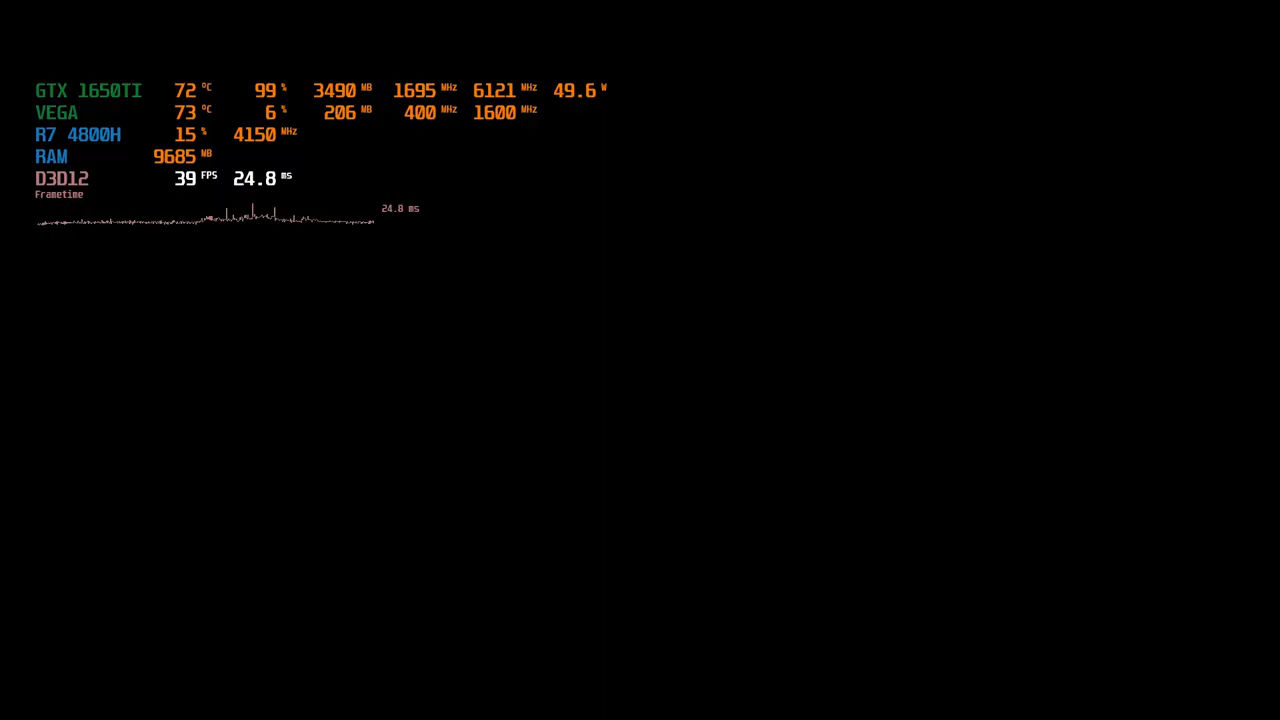 GTX 1650TI 72 °C 99 % 3490 MB 1695 MHz 6121 MHz 49.6 W
VEGA 73 °C 6 % 206 MB 400 MHz 1600 MHz
R7 4800H 15 % 4150 MHz
RAM 9685 MB
D3D12 39 FPS 24.8 ms
Frametime
24.8 ms